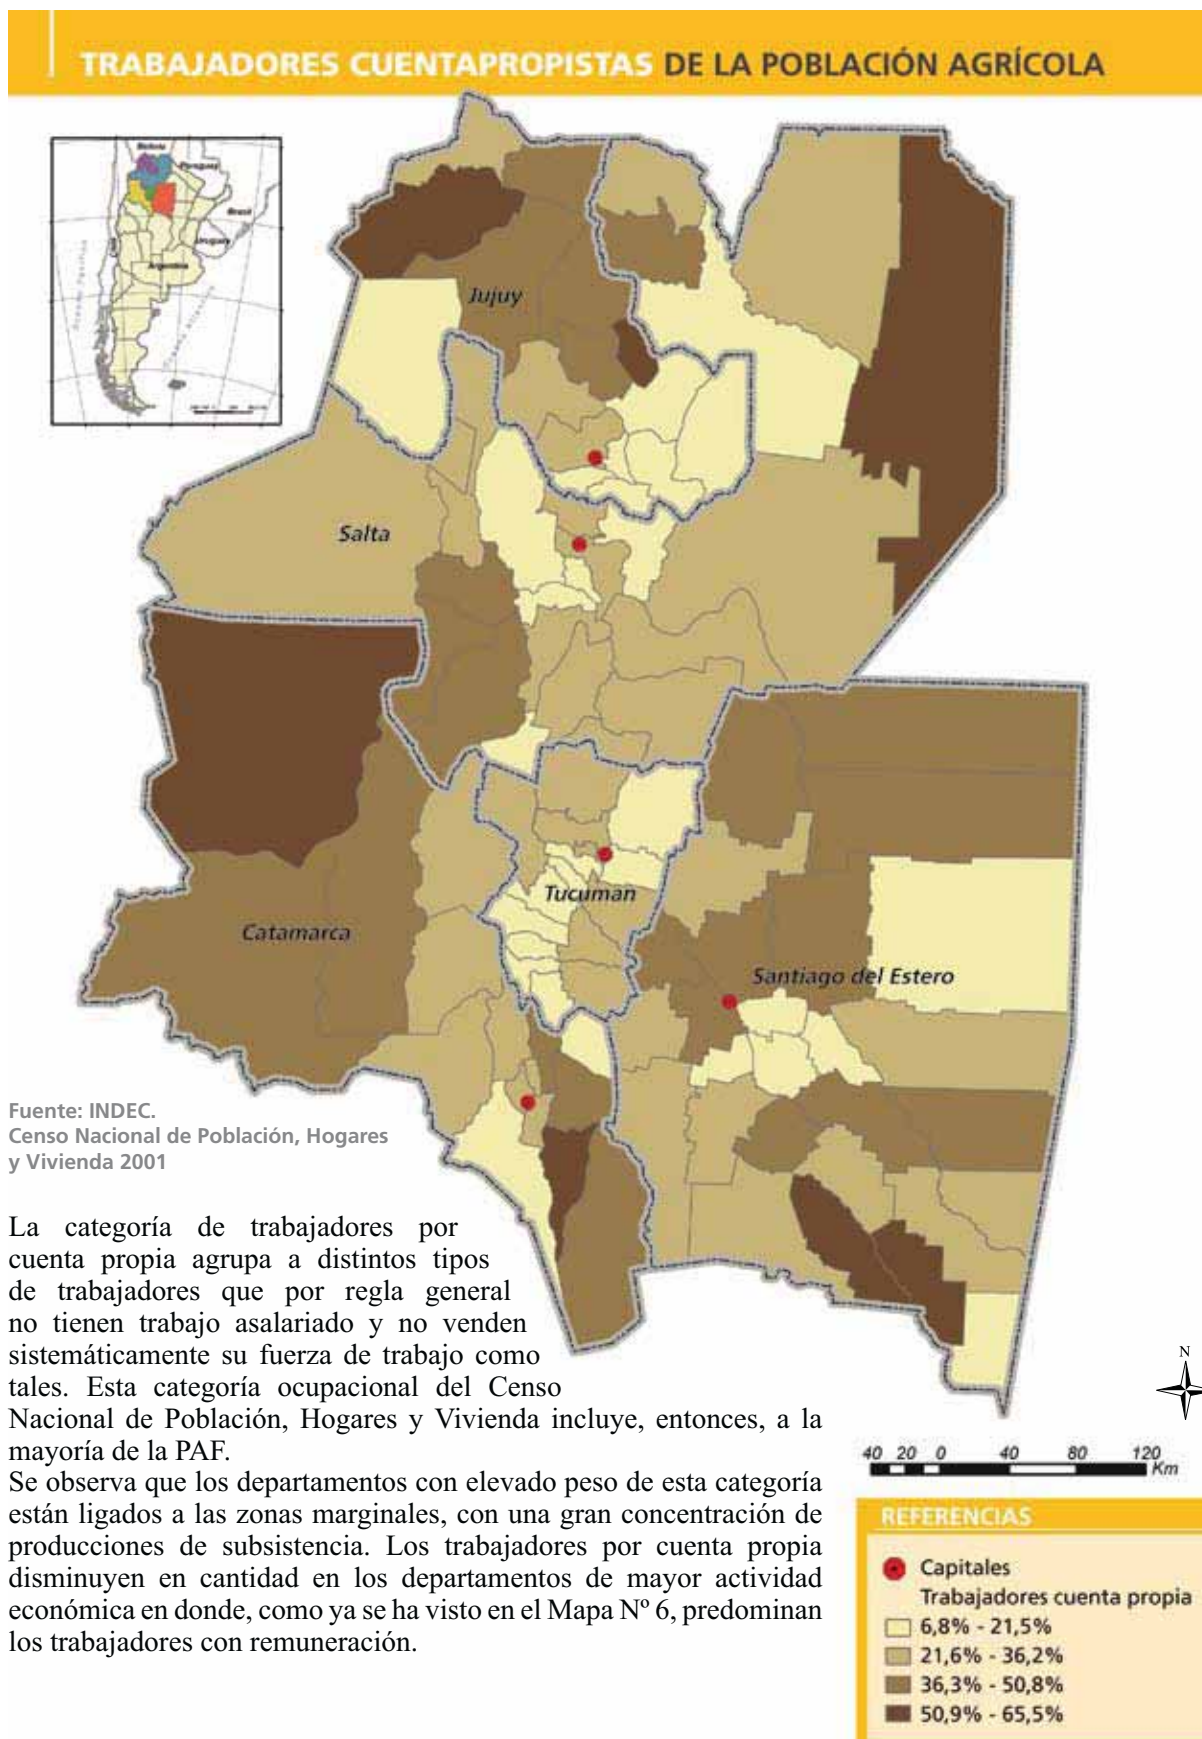 TRABAJADORES CUENTAPROPISTAS DE LA POBLACIÓN AGRÍCOLA
Bolivia
Paraguay
Brasil
Uruguay
Argentina
Jujuy
Salta
Tucuman
Catamarca
Santiago del Estero
Fuente: INDEC.
Censo Nacional de Población, Hogares
y Vivienda 2001
La categoría de trabajadores por
cuenta propia agrupa a distintos tipos
de trabajadores que por regla general
no tienen trabajo asalariado y no venden
sistemáticamente su fuerza de trabajo como
tales. Esta categoría ocupacional del Censo
Nacional de Población, Hogares y Vivienda incluye, entonces, a la
mayoría de la PAF.
Se observa que los departamentos con elevado peso de esta categoría
están ligados a las zonas marginales, con una gran concentración de
producciones de subsistencia. Los trabajadores por cuenta propia
disminuyen en cantidad en los departamentos de mayor actividad
económica en donde, como ya se ha visto en el Mapa Nº 6, predominan
los trabajadores con remuneración.
N
40 20 0 40 80 120
Km
REFERENCIAS
Capitales
Trabajadores cuenta propia
6,8% - 21,5%
21,6% - 36,2%
36,3% - 50,8%
50,9% - 65,5%